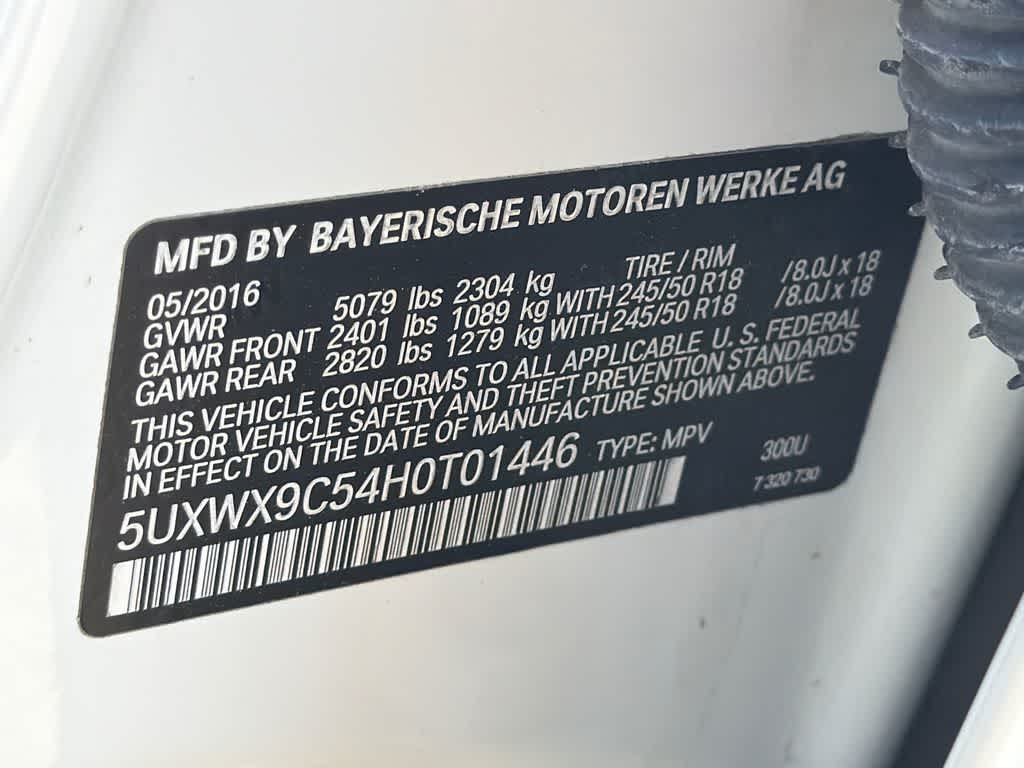 MFD BY BAYERISCHE MOTOREN WERKE AG
05/2016 TIRE / RIM
GVWR 5079 lbs 2304 kg
GAWR FRONT 2401 lbs 1089 kg WITH 245/50 R18 /8.0J x 18
GAWR REAR 2820 lbs 1279 kg WITH 245/50 R18 /8.0J x 18
THIS VEHICLE CONFORMS TO ALL APPLICABLE U. S. FEDERAL
MOTOR VEHICLE SAFETY AND THEFT PREVENTION STANDARDS
IN EFFECT ON THE DATE OF MANUFACTURE SHOWN ABOVE.
5UXWX9C54H0T01446 TYPE: MPV 300U
7 320 730